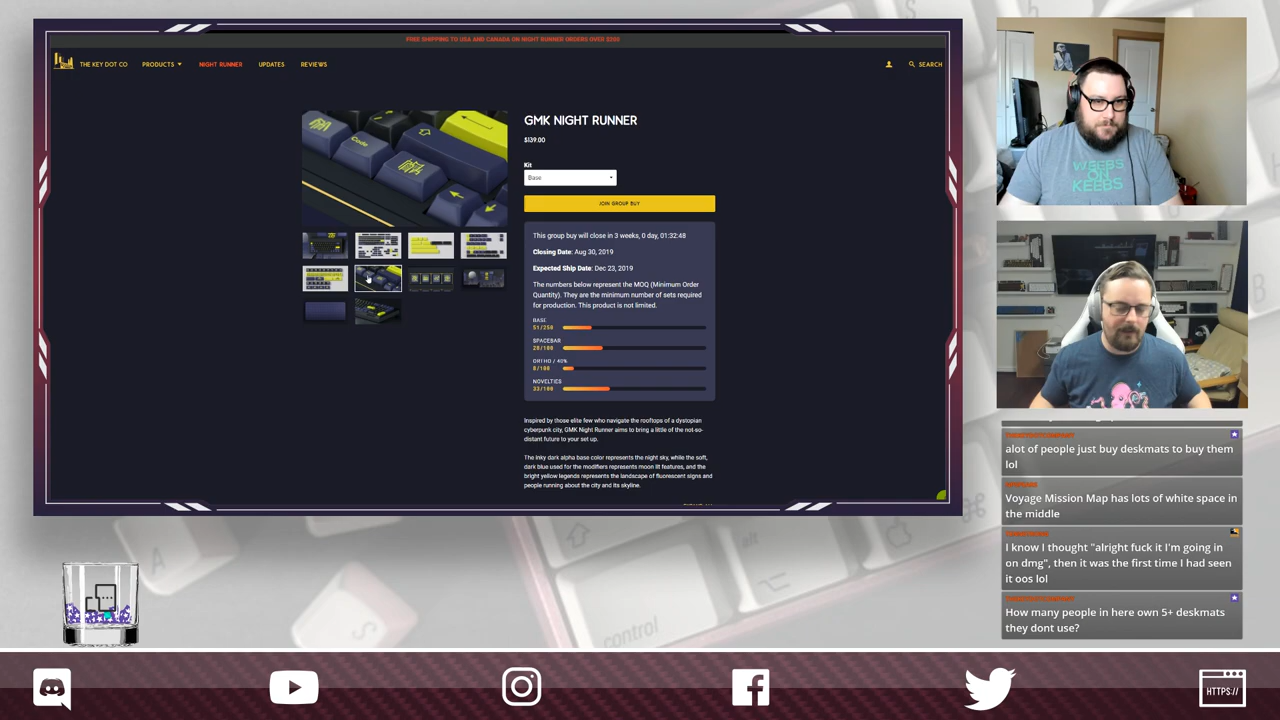 FREE SHIPPING TO USA AND CANADA ON NIGHT RUNNER ORDERS OVER $200
THE KEY DOT CO
PRODUCTS
NIGHT RUNNER
UPDATES
REVIEWS
SEARCH
GMK NIGHT RUNNER
$139.00
Kit
Base
JOIN GROUP BUY
This group buy will close in 3 weeks, 0 day, 01:32:48
Closing Date: Aug 30, 2019
Expected Ship Date: Dec 23, 2019
The numbers below represent the MOQ (Minimum Order
Quantity). They are the minimum number of sets required
for production. This product is not limited.
BASE
51/250
SPACEBAR
28/100
ORTHO / 40%
8/100
NOVELTIES
33/100
Inspired by those elite few who navigate the rooftops of a dystopian
cyberpunk city, GMK Night Runner aims to bring a little of the not-so-
distant future to your set up.
The inky dark alpha base color represents the night sky, while the soft,
dark blue used for the modifiers represents moon lit features, and the
bright yellow legends represents the landscape of fluorescent signs and
people running about the city and its skyline.
Code
WEEBS
ON
KEEBS
alot of people just buy deskmats to buy them
lol
Voyage Mission Map has lots of white space in
the middle
I know I thought "alright fuck it I'm going in
on dmg", then it was the first time I had seen
it oos lol
How many people in here own 5+ deskmats
they dont use?
A
control
HTTPS://